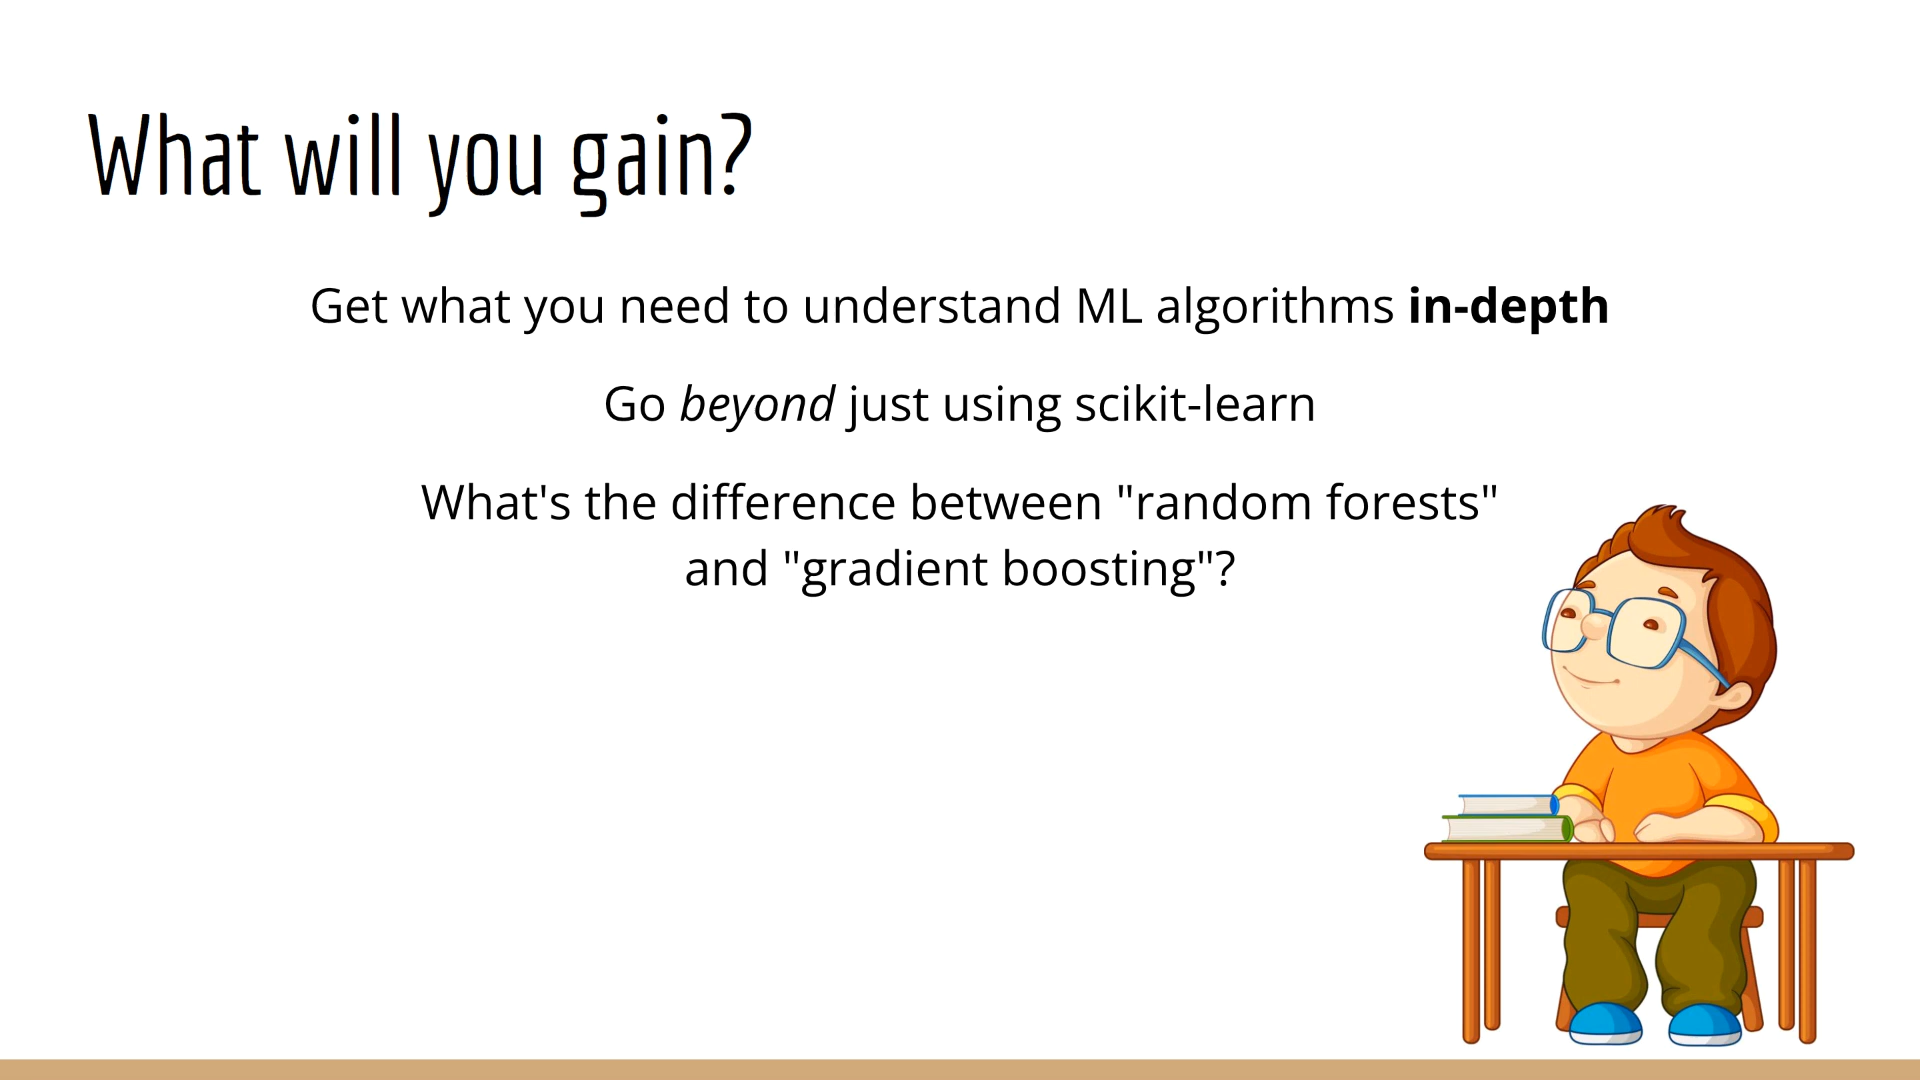 What will you gain?
Get what you need to understand ML algorithms in-depth
Go beyond just using scikit-learn
What's the difference between "random forests"
and "gradient boosting"?